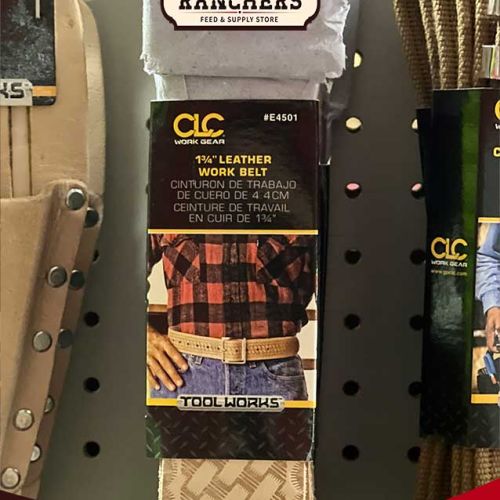 RANCHERS
FEED & SUPPLY STORE
KS
CLC
WORK GEAR
#E4501
1¾" LEATHER
WORK BELT
CINTURON DE TRABAJO
DE CUERO DE 4.4CM
CEINTURE DE TRAVAIL
EN CUIR DE 1¾"
TOOLWORKS
CLC
WORK GEAR